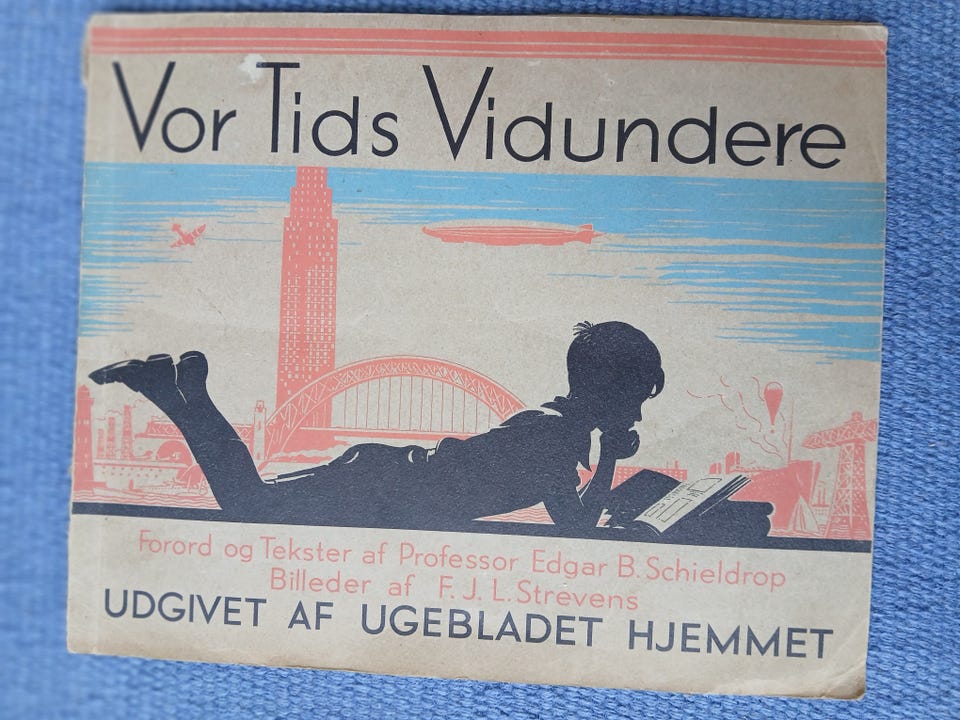 Vor Tids Vidundere
Forord og Tekster af Professor Edgar B. Schieldrop
Billeder af F. J. L. Strevens
UDGIVET AF UGEBLADET HJEMMET